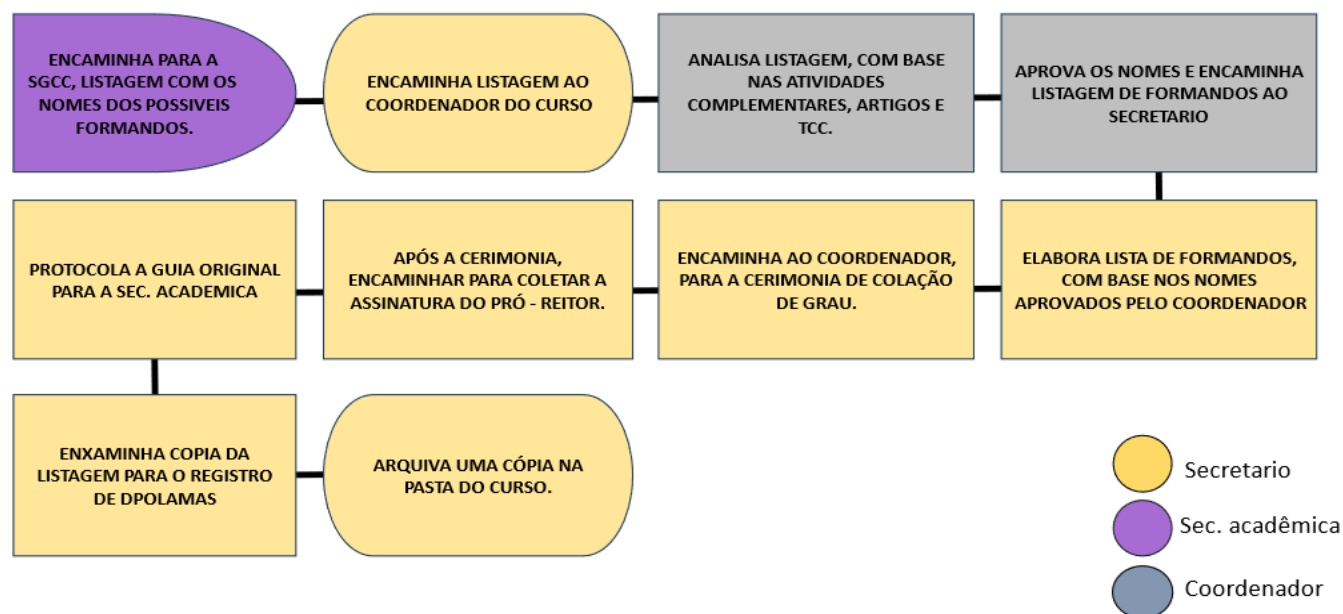 ENCAMINHA PARA A
SGCC, LISTAGEM COM OS
NOMES DOS POSSIVEIS
FORMANDOS.
ENCAMINHA LISTAGEM AO
COORDENADOR DO CURSO
ANALISA LISTAGEM, COM BASE
NAS ATIVIDADES
COMPLEMENTARES, ARTIGOS E
TCC.
APROVA OS NOMES E ENCAMINHA
LISTAGEM DE FORMANDOS AO
SECRETARIO
PROTOCOLA A GUIA ORIGINAL
PARA A SEC. ACADEMICA
APÓS A CERIMONIA,
ENCAMINHAR PARA COLETAR A
ASSINATURA DO PRÓ - REITOR.
ENCAMINHA AO COORDENADOR,
PARA A CERIMONIA DE COLAÇÃO
DE GRAU.
ELABORA LISTA DE FORMANDOS,
COM BASE NOS NOMES
APROVADOS PELO COORDENADOR
ENXAMINHA COPIA DA
LISTAGEM PARA O REGISTRO
DE DPOLAMAS
ARQUIVA UMA CÓPIA NA
PASTA DO CURSO.
Secretario
Sec. acadêmica
Coordenador